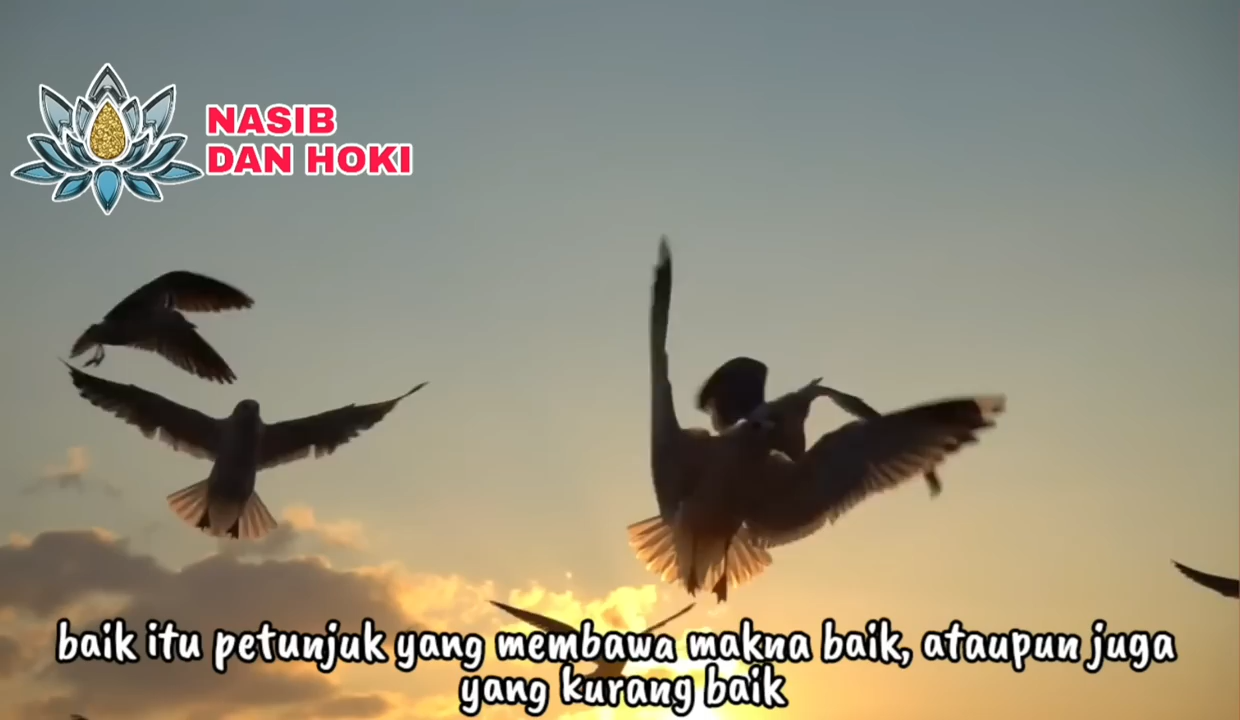 NASIB
DAN HOKI
baik itu petunjuk yang membawa makna baik, ataupun juga
yang kurang baik